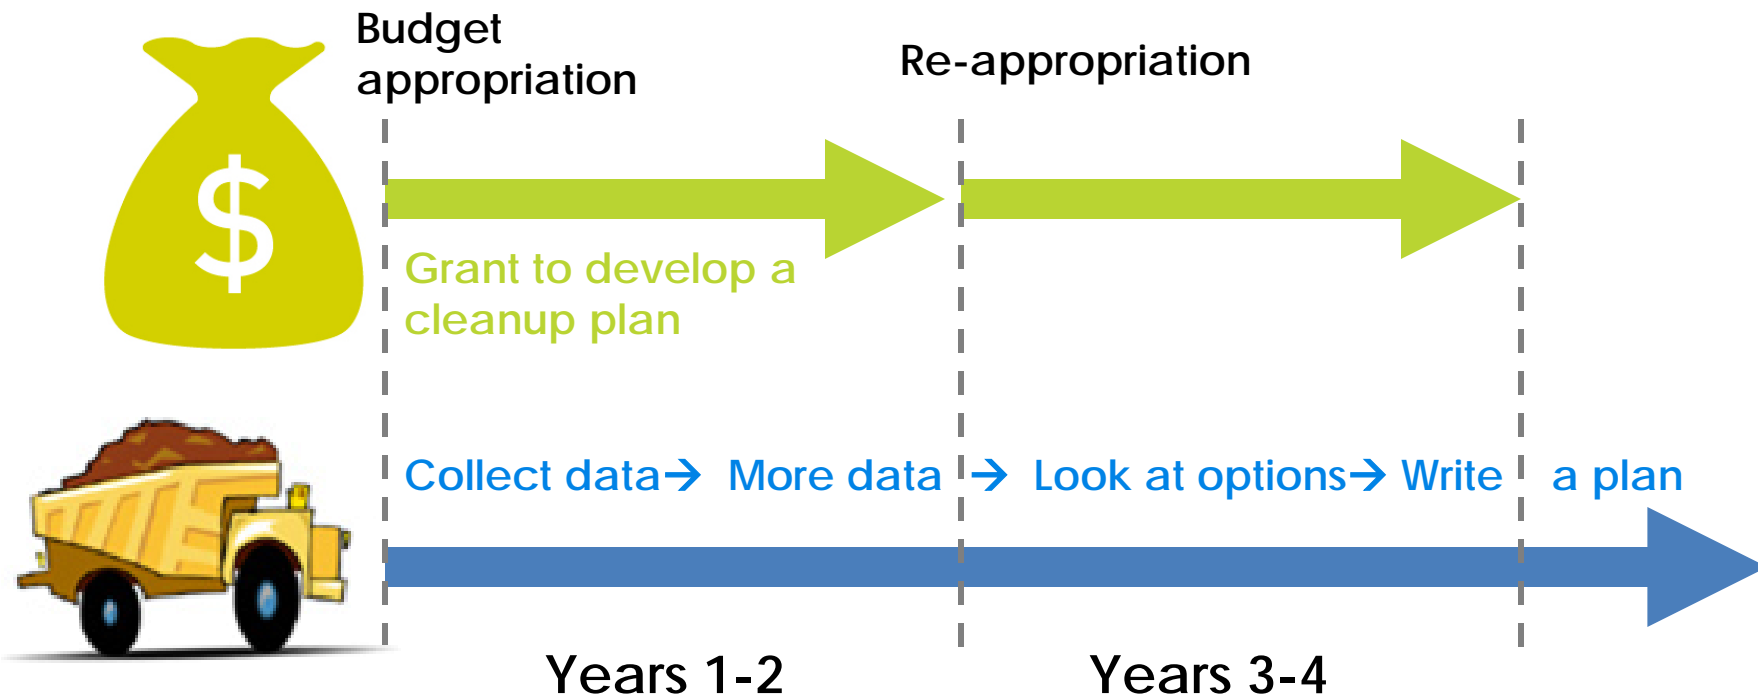 Budget
appropriation
Re-appropriation
$
Grant to develop a
cleanup plan
Collect data→ More data → Look at options→ Write a plan
Years 1-2
Years 3-4